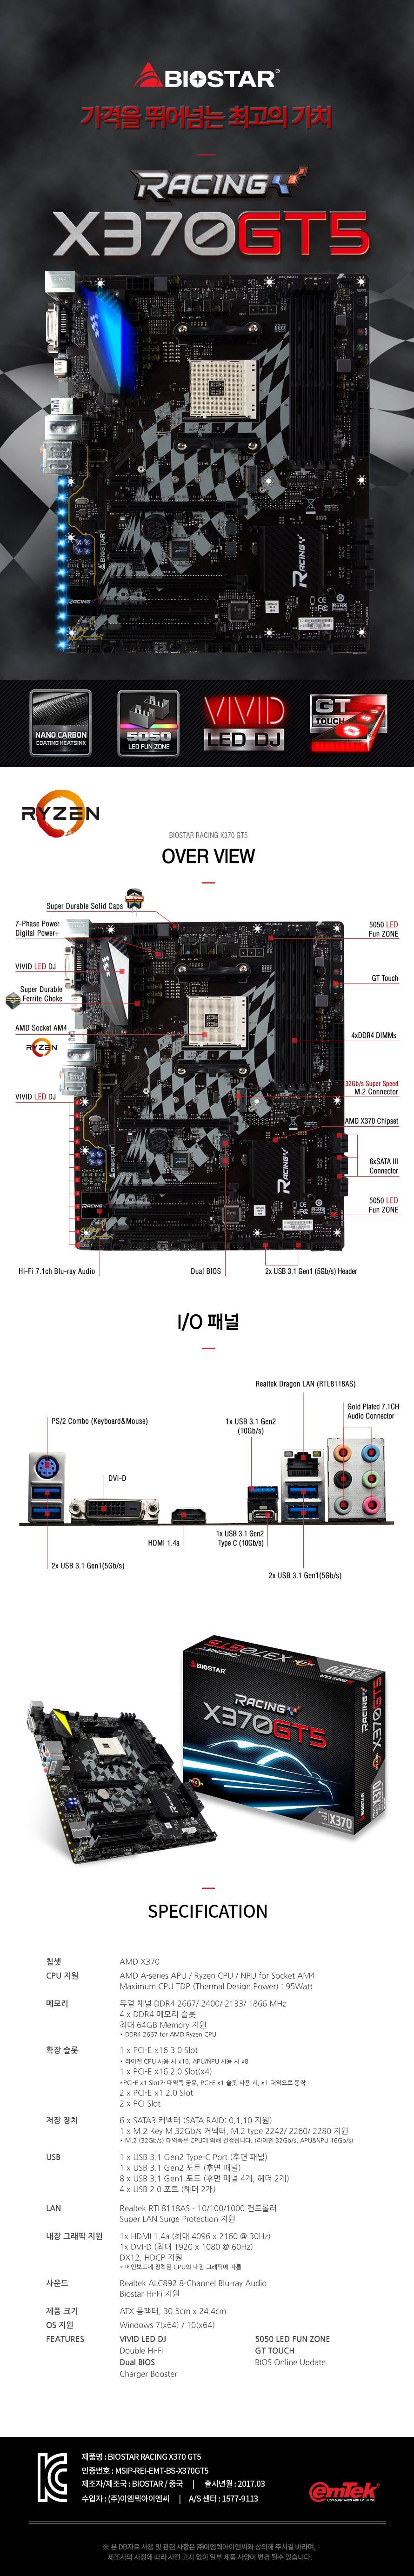 BIOSTAR®
가격을 뛰어넘는 최고의 가치
RACING
X370GT5
BIOSTAR
RACING
RACING
NANO CARBON
COATING HEATSINK
5050
LED FUN ZONE
VIVID
LED DJ
GT
TOUCH
RYZEN
BIOSTAR RACING X370 GT5
OVER VIEW
Super Durable Solid Caps
7-Phase Power
Digital Power+
VIVID LED DJ
Super Durable
Ferrite Choke
AMD Socket AM4
RYZEN
VIVID LED DJ
5050 LED
Fun ZONE
GT Touch
4xDDR4 DIMMs
32Gb/s Super Speed
M.2 Connector
AMD X370 Chipset
6xSATA III
Connector
5050 LED
Fun ZONE
Hi-Fi 7.1ch Blu-ray Audio
Dual BIOS
2x USB 3.1 Gen1 (5Gb/s) Header
I/O 패널
Realtek Dragon LAN (RTL8118AS)
Gold Plated 7.1CH
Audio Connector
PS/2 Combo (Keyboard&Mouse)
1x USB 3.1 Gen2
(10Gb/s)
DVI-D
HDMI 1.4a
1x USB 3.1 Gen2
Type C (10Gb/s)
2x USB 3.1 Gen1(5Gb/s)
2x USB 3.1 Gen1(5Gb/s)
BIOSTAR
RACING
X370GT5
X370
SPECIFICATION
칩셋 AMD X370
CPU 지원 AMD A-series APU / Ryzen CPU / NPU for Socket AM4
Maximum CPU TDP (Thermal Design Power) : 95Watt
메모리 듀얼 채널 DDR4 2667/ 2400/ 2133/ 1866 MHz
4 x DDR4 메모리 슬롯
최대 64GB Memory 지원
* DDR4 2667 for AMD Ryzen CPU
확장 슬롯 1 x PCI-E x16 3.0 Slot
* 라이젠 CPU 사용 시 x16, APU/NPU 사용 시 x8
1 x PCI-E x16 2.0 Slot(x4)
*PCI-E x1 Slot과 대역폭 공유, PCI-E x1 슬롯 사용 시, x1 대역으로 동작
2 x PCI-E x1 2.0 Slot
2 x PCI Slot
저장 장치 6 x SATA3 커넥터 (SATA RAID: 0,1,10 지원)
1 x M.2 Key M 32Gb/s 커넥터, M.2 type 2242/ 2260/ 2280 지원
* M.2 (32Gb/s) 대역폭은 CPU에 의해 결정됩니다. (라이젠 32Gb/s, APU&NPU 16Gb/s)
USB 1 x USB 3.1 Gen2 Type-C Port (후면 패널)
1 x USB 3.1 Gen2 포트 (후면 패널)
8 x USB 3.1 Gen1 포트 (후면 패널 4개, 헤더 2개)
4 x USB 2.0 포트 (헤더 2개)
LAN Realtek RTL8118AS - 10/100/1000 컨트롤러
Super LAN Surge Protection 지원
내장 그래픽 지원 1x HDMI 1.4a (최대 4096 x 2160 @ 30Hz)
1x DVI-D (최대 1920 x 1080 @ 60Hz)
DX12, HDCP 지원
* 메인보드에 장착된 CPU의 내장 그래픽에 따름
사운드 Realtek ALC892 8-Channel Blu-ray Audio
Biostar Hi-Fi 지원
제품 크기 ATX 폼팩터, 30.5cm x 24.4cm
OS 지원 Windows 7(x64) / 10(x64)
FEATURES VIVID LED DJ 5050 LED FUN ZONE
Double Hi-Fi GT TOUCH
Dual BIOS BIOS Online Update
Charger Booster
제품명 : BIOSTAR RACING X370 GT5
인증번호 : MSIP-REI-EMT-BS-X370GT5
제조자/제조국 : BIOSTAR / 중국 | 출시년월 : 2017.03
수입자 : (주)이엠텍아이엔씨 | A/S 센터 : 1577-9113
emTek
※ 본 DB자료 사용 및 관련 사항은 ㈜이엠텍아이엔씨와 상의해 주시길 바라며,
제조사의 사정에 따라 사전 고지 없이 일부 제품 사양이 변경 될수 있습니다.